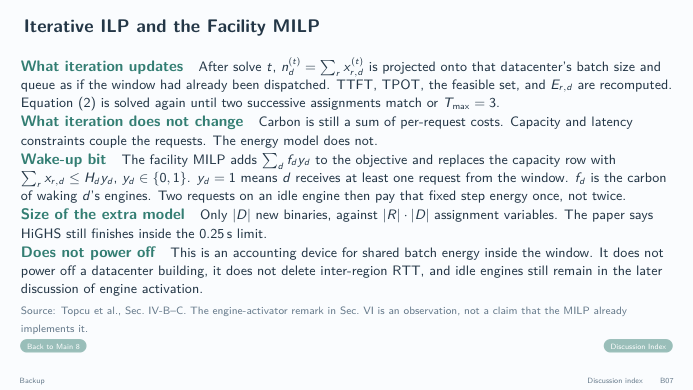 Iterative ILP and the Facility MILP
What iteration updates After solve t, n_d^{(t)} = ∑_r x_{r,d}^{(t)} is projected onto that datacenter's batch size and
queue as if the window had already been dispatched. TTFT, TPOT, the feasible set, and E_{r,d} are recomputed.
Equation (2) is solved again until two successive assignments match or T_max = 3.
What iteration does not change Carbon is still a sum of per-request costs. Capacity and latency
constraints couple the requests. The energy model does not.
Wake-up bit The facility MILP adds ∑_d f_d y_d to the objective and replaces the capacity row with
∑_r x_{r,d} ≤ H_d y_d, y_d ∈ {0, 1}. y_d = 1 means d receives at least one request from the window. f_d is the carbon
of waking d's engines. Two requests on an idle engine then pay that fixed step energy once, not twice.
Size of the extra model Only |D| new binaries, against |R| · |D| assignment variables. The paper says
HiGHS still finishes inside the 0.25 s limit.
Does not power off This is an accounting device for shared batch energy inside the window. It does not
power off a datacenter building, it does not delete inter-region RTT, and idle engines still remain in the later
discussion of engine activation.
Source: Topcu et al., Sec. IV-B–C. The engine-activator remark in Sec. VI is an observation, not a claim that the MILP already
implements it.
Back to Main 8 Discussion Index
Backup Discussion index B07